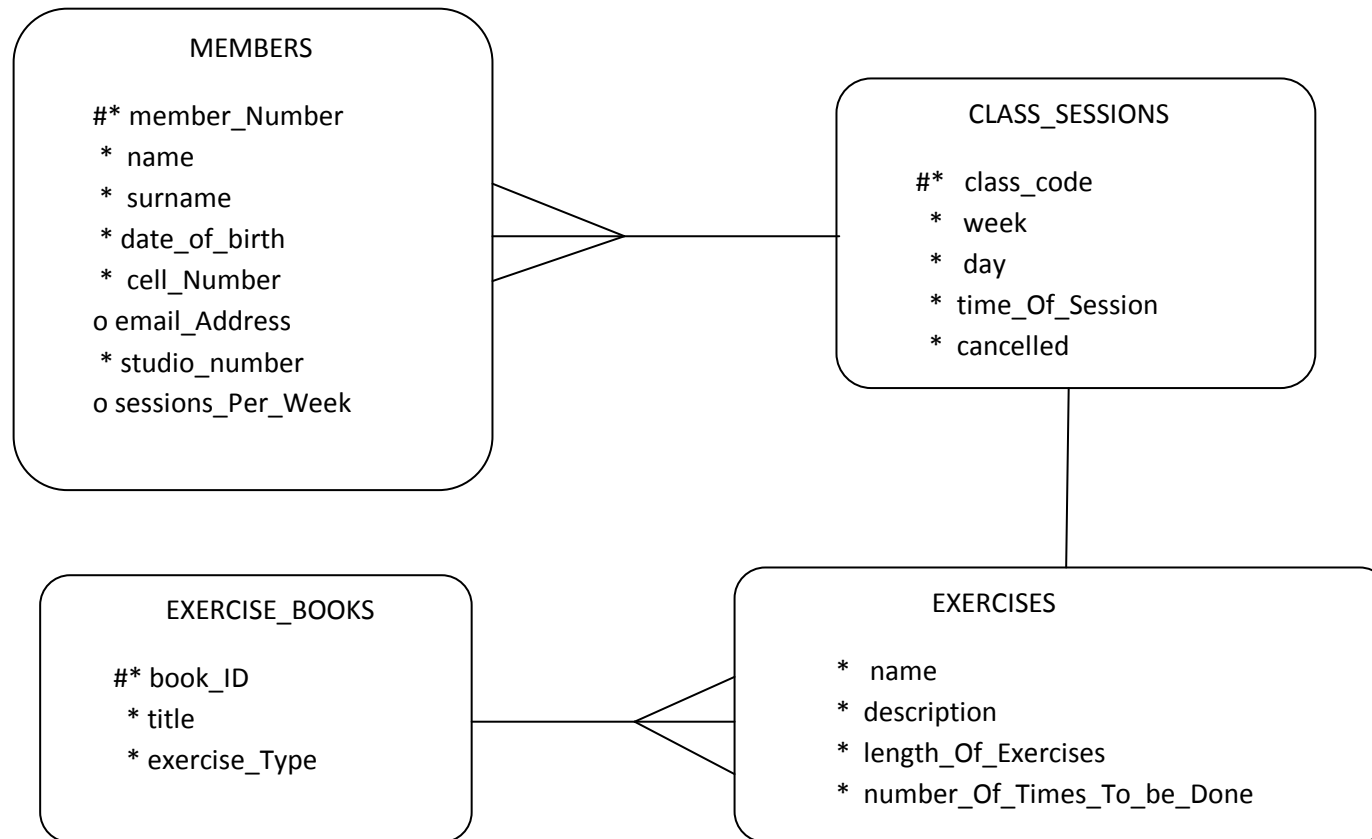 MEMBERS
#* member_Number
* name
* surname
* date_of_birth
* cell_Number
o email_Address
* studio_number
o sessions_Per_Week
CLASS_SESSIONS
#* class_code
* week
* day
* time_Of_Session
* cancelled
EXERCISE_BOOKS
#* book_ID
* title
* exercise_Type
EXERCISES
* name
* description
* length_Of_Exercises
* number_Of_Times_To_be_Done